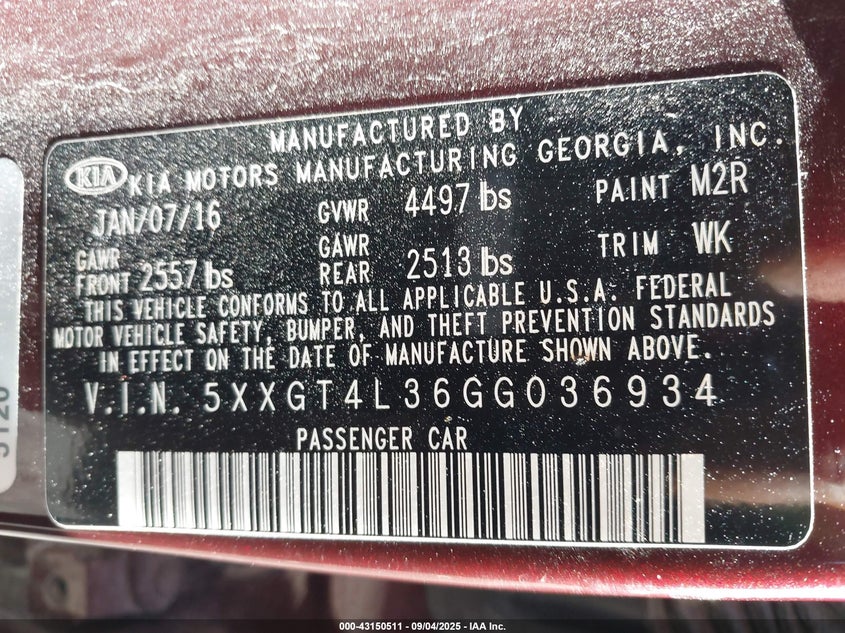 MANUFACTURED BY
KIA KIA MOTORS MANUFACTURING GEORGIA, INC.
JAN/07/16 GVWR 4497 lbs PAINT M2R
GAWR FRONT 2557 lbs GAWR REAR 2513 lbs TRIM WK
THIS VEHICLE CONFORMS TO ALL APPLICABLE U.S.A. FEDERAL
MOTOR VEHICLE SAFETY, BUMPER, AND THEFT PREVENTION STANDARDS
IN EFFECT ON THE DATE OF MANUFACTURE SHOWN ABOVE.
V.I.N. 5XXGT4L36GG036934
PASSENGER CAR
000-43150511 - 09/04/2025 - IAA Inc.